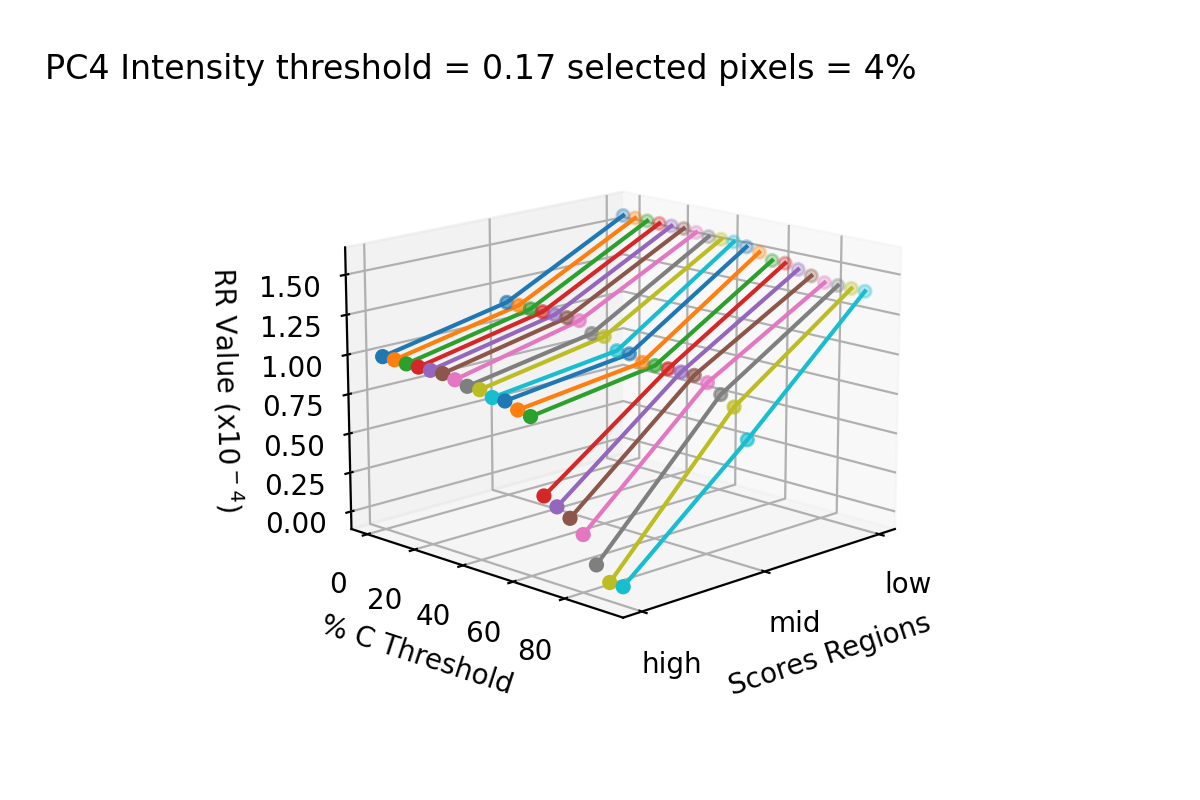 PC4 Intensity threshold = 0.17 selected pixels = 4%
RR Value (x10⁻⁴)
1.50
1.25
1.00
0.75
0.50
0.25
0.00
0
20
40
60
80
% C Threshold
high
mid
low
Scores Regions